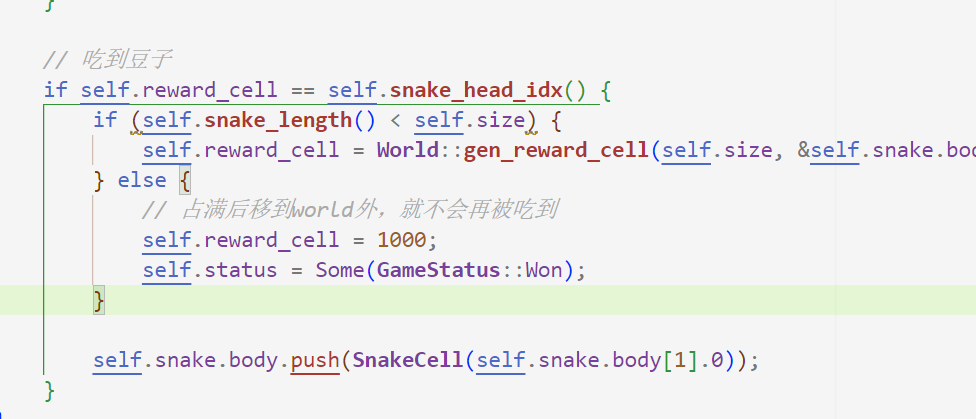 }
// 吃到豆子
if self.reward_cell == self.snake_head_idx() {
if (self.snake_length() < self.size) {
self.reward_cell = World::gen_reward_cell(self.size, &self.snake.bod
} else {
// 占满后移到world外，就不会再被吃到
self.reward_cell = 1000;
self.status = Some(GameStatus::Won);
}
self.snake.body.push(SnakeCell(self.snake.body[1].0));
}